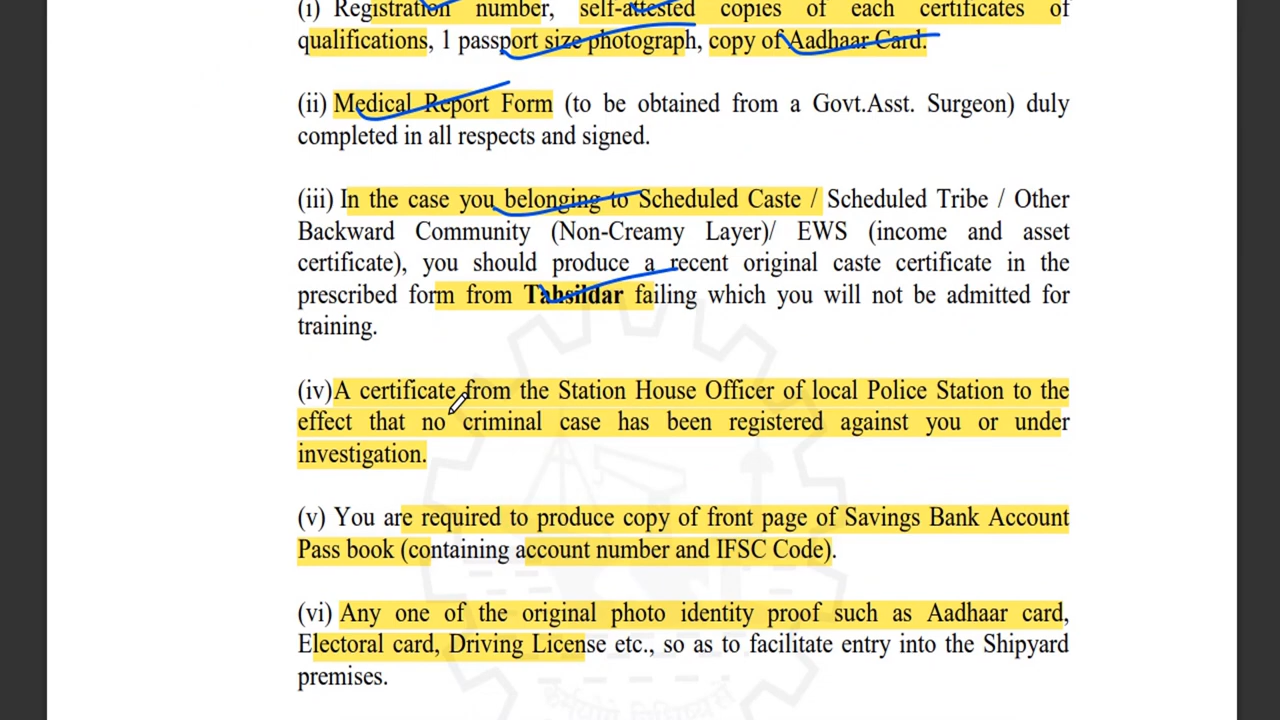 (i) Registration number, self-attested copies of each certificates of
qualifications, 1 passport size photograph, copy of Aadhaar Card.
(ii) Medical Report Form (to be obtained from a Govt.Asst. Surgeon) duly
completed in all respects and signed.
(iii) In the case you belonging to Scheduled Caste / Scheduled Tribe / Other
Backward Community (Non-Creamy Layer)/ EWS (income and asset
certificate), you should produce a recent original caste certificate in the
prescribed form from Tahsildar failing which you will not be admitted for
training.
(iv)A certificate from the Station House Officer of local Police Station to the
effect that no criminal case has been registered against you or under
investigation.
(v) You are required to produce copy of front page of Savings Bank Account
Pass book (containing account number and IFSC Code).
(vi) Any one of the original photo identity proof such as Aadhaar card,
Electoral card, Driving License etc., so as to facilitate entry into the Shipyard
premises.